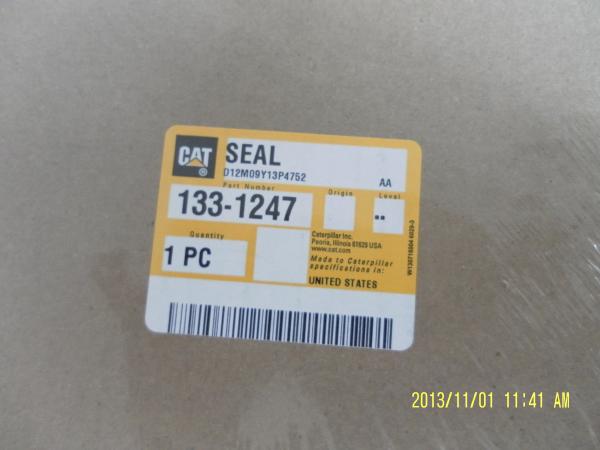 CAT
®
SEAL
D12M09Y13P4752
AA
Part Number
Origin
Level
133-1247
..
Quantity
1 PC
Caterpillar Inc.
Peoria, Illinois 61629 USA
www.cat.com
Made to Caterpillar
specifications in:
UNITED STATES
2013/11/01 11:41 AM